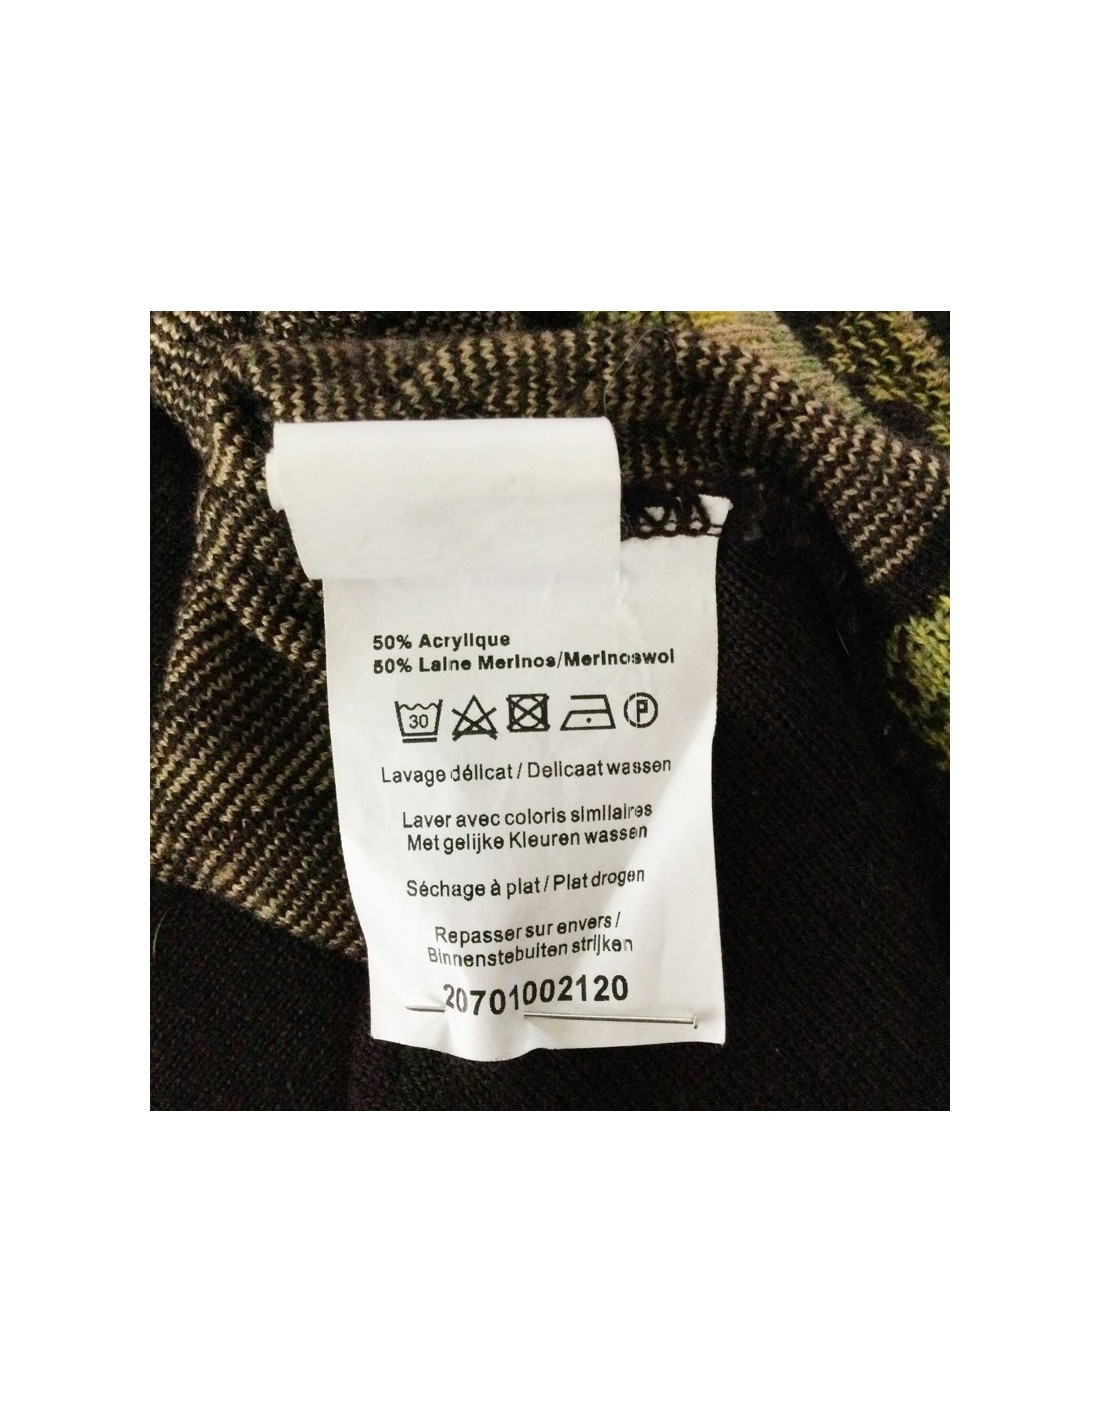 50% Acrylique
50% Laine Merinos/Merinoswol
30 P
Lavage délicat / Delicaat wassen
Laver avec coloris similaires
Met gelijke Kleuren wassen
Séchage à plat / Plat drogen
Repasser sur envers /
Binnenstebuiten strijken
20701002120